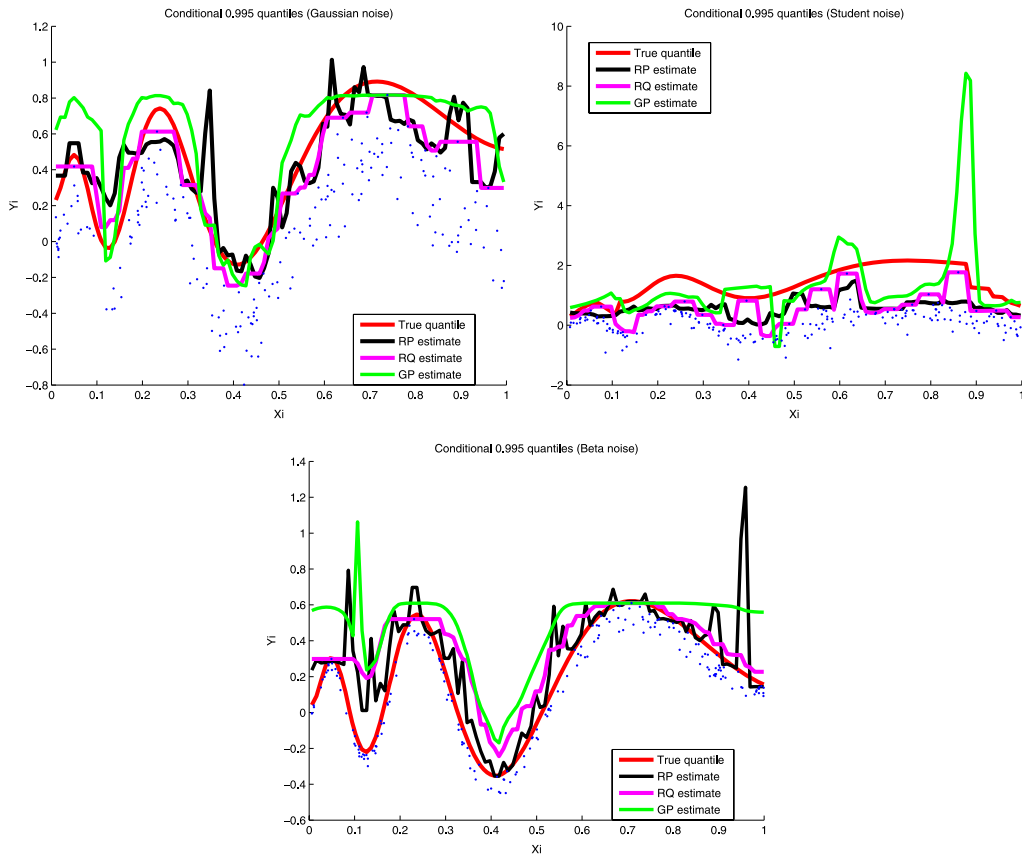 Conditional 0.995 quantiles (Gaussian noise)
1.2
1
0.8
0.6
0.4
0.2
0
−0.2
−0.4
−0.6
−0.8
Yi
0 0.1 0.2 0.3 0.4 0.5 0.6 0.7 0.8 0.9 1
Xi
True quantile
RP estimate
RQ estimate
GP estimate
Conditional 0.995 quantiles (Student noise)
10
8
6
4
2
0
−2
Yi
0 0.1 0.2 0.3 0.4 0.5 0.6 0.7 0.8 0.9 1
Xi
True quantile
RP estimate
RQ estimate
GP estimate
Conditional 0.995 quantiles (Beta noise)
1.4
1.2
1
0.8
0.6
0.4
0.2
0
−0.2
−0.4
−0.6
Yi
0 0.1 0.2 0.3 0.4 0.5 0.6 0.7 0.8 0.9 1
Xi
True quantile
RP estimate
RQ estimate
GP estimate